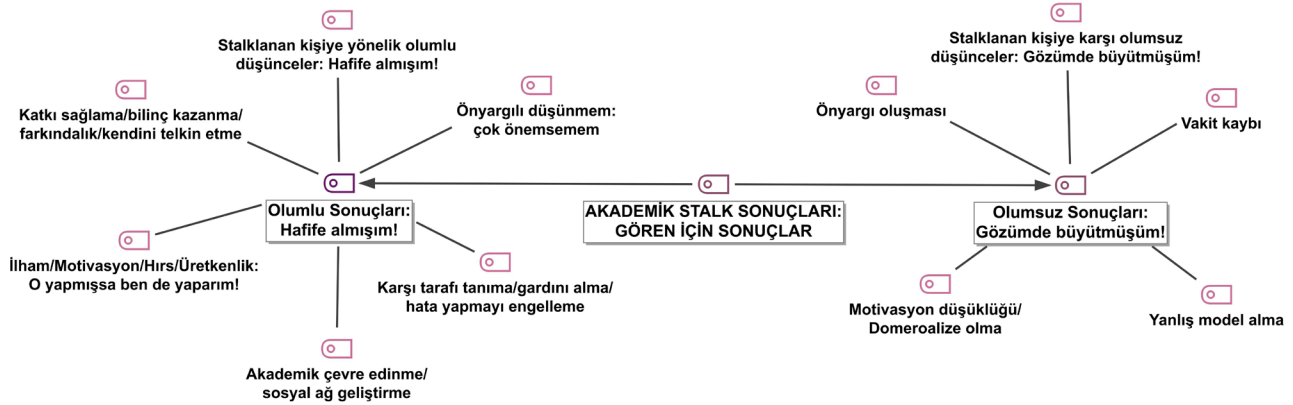 Stalklanan kişiye yönelik olumlu
düşünceler: Hafife almışım!
Katkı sağlama/bilinç kazanma/
farkındalık/kendini telkin etme
Önyargılı düşünmem:
çok önemsemem
Olumlu Sonuçları:
Hafife almışım!
İlham/Motivasyon/Hırs/Üretkenlik:
O yapmışsa ben de yaparım!
Karşı tarafı tanıma/gardını alma/
hata yapmayı engelleme
Akademik çevre edinme/
sosyal ağ geliştirme
AKADEMİK STALK SONUÇLARI:
GÖREN İÇİN SONUÇLAR
Stalklanan kişiye karşı olumsuz
düşünceler: Gözümde büyütmüşüm!
Önyargı oluşması
Vakit kaybı
Olumsuz Sonuçları:
Gözümde büyütmüşüm!
Motivasyon düşüklüğü/
Domeroalize olma
Yanlış model alma